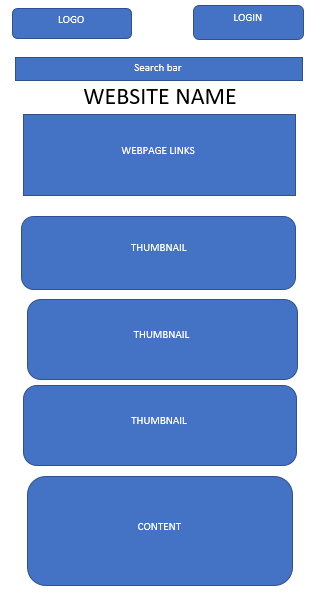 LOGO
LOGIN
Search bar
WEBSITE NAME
WEBPAGE LINKS
THUMBNAIL
THUMBNAIL
THUMBNAIL
CONTENT